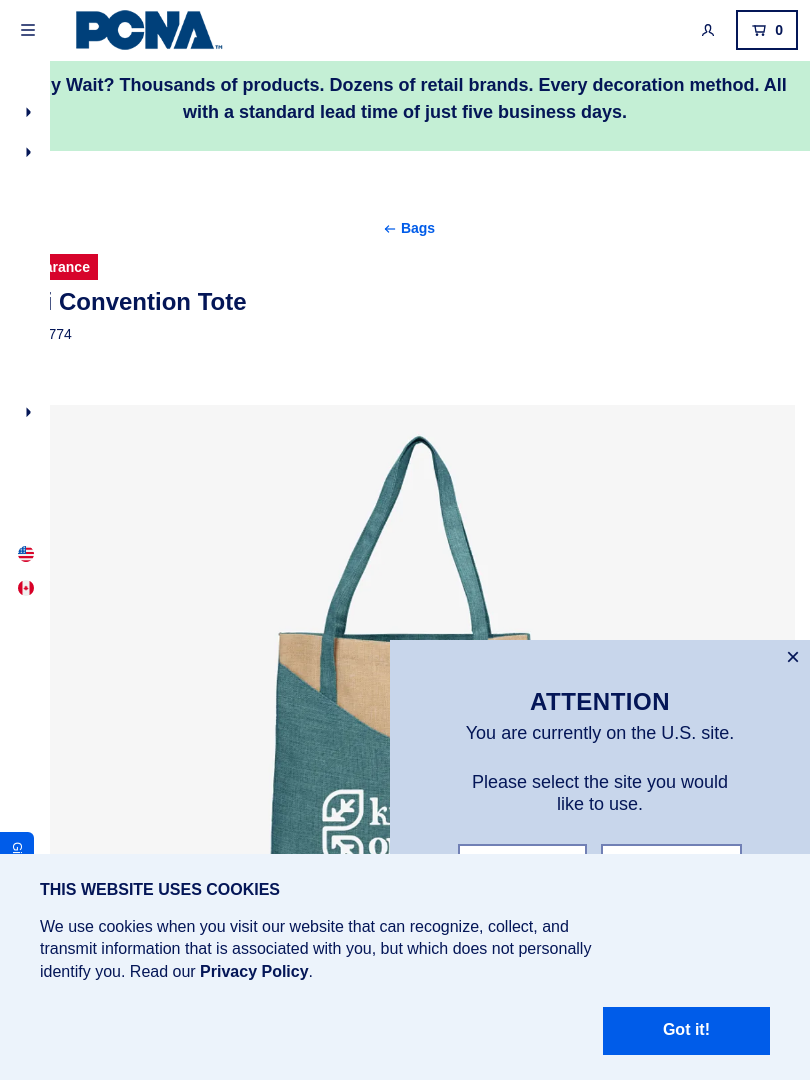 PCNA™
0
Wait? Thousands of products. Dozens of retail brands. Every decoration method. All
with a standard lead time of just five business days.
← Bags
Convention Tote
774
ATTENTION
You are currently on the U.S. site.
Please select the site you would
like to use.
THIS WEBSITE USES COOKIES
We use cookies when you visit our website that can recognize, collect, and
transmit information that is associated with you, but which does not personally
identify you. Read our Privacy Policy.
Got it!